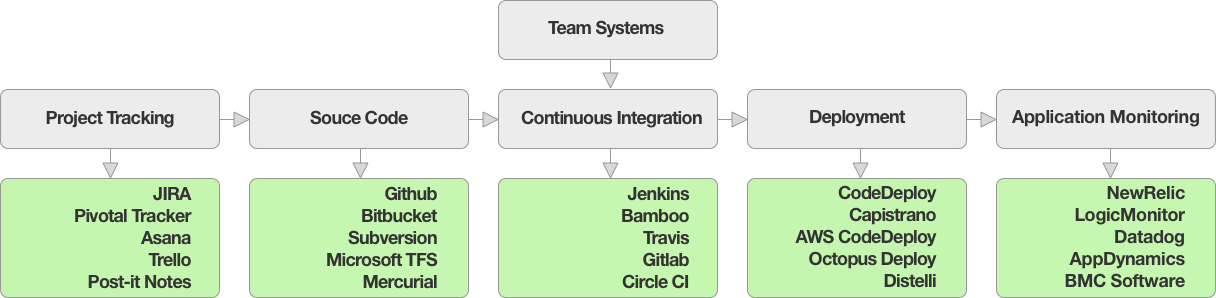 Team Systems
Project Tracking
Souce Code
Continuous Integration
Deployment
Application Monitoring
JIRA
Pivotal Tracker
Asana
Trello
Post-it Notes
Github
Bitbucket
Subversion
Microsoft TFS
Mercurial
Jenkins
Bamboo
Travis
Gitlab
Circle CI
CodeDeploy
Capistrano
AWS CodeDeploy
Octopus Deploy
Distelli
NewRelic
LogicMonitor
Datadog
AppDynamics
BMC Software